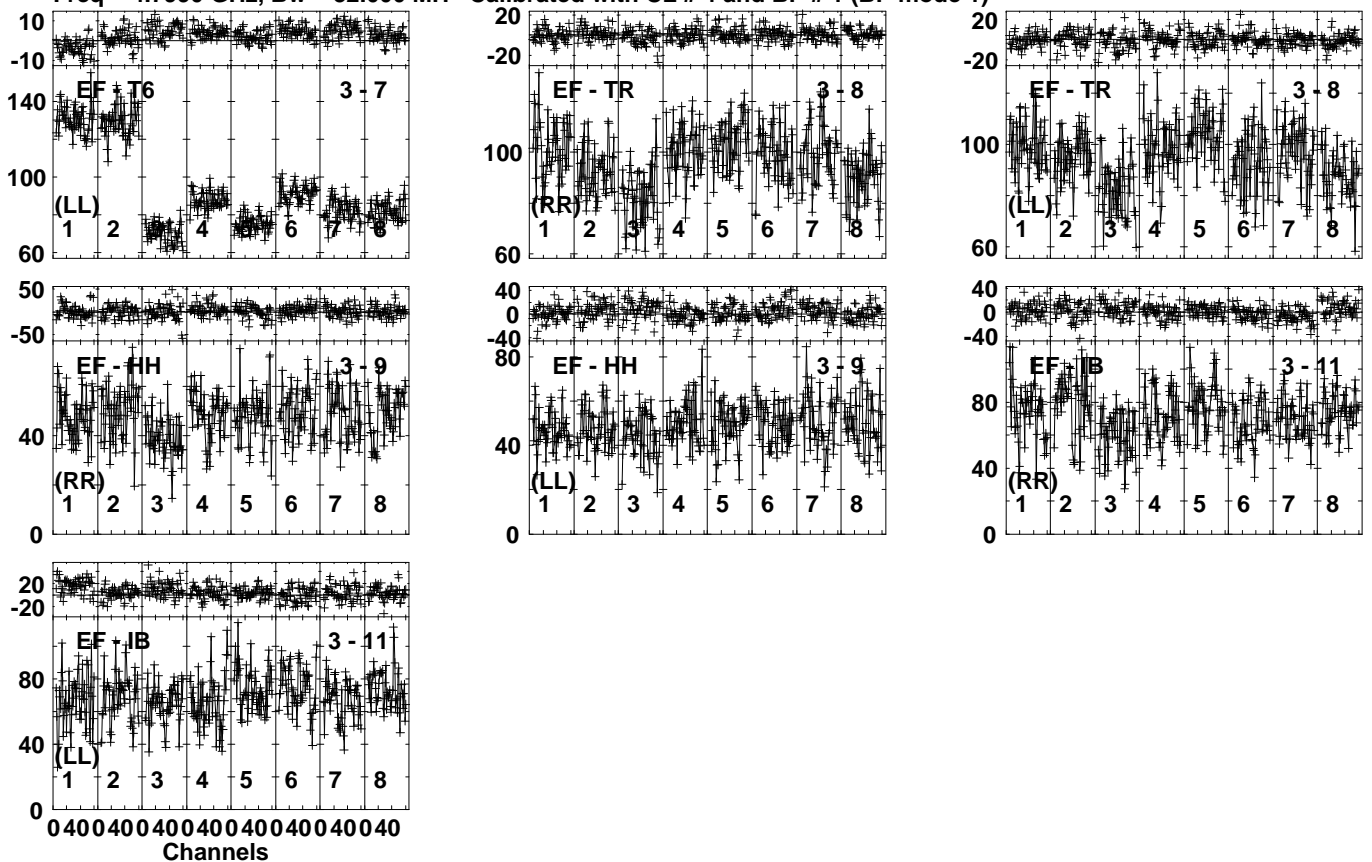 10
-10
EF - T6 3 - 7
140
100
60
(LL)
1 2 4 6 7 8
20
-20
EF - TR 3 - 8
100
60
(RR)
1 2 3 4 5 6 7 8
20
-20
EF - TR 3 - 8
100
60
(LL)
1 2 3 4 5 6 7 8
50
-50
EF - HH 3 - 9
40
0
(RR)
1 2 3 4 5 6 7 8
40
0
-40
EF - HH 3 - 9
80
40
0
(LL)
1 2 3 4 5 6 7 8
40
0
-40
EF - IB 3 - 11
80
40
0
(RR)
1 2 3 4 5 6 7 8
20
-20
EF - IB 3 - 11
80
40
0
(LL)
1 2 3 4 5 6 7 8
0 40 0 40 0 40 0 40 0 40 0 40 0 40 0 40
Channels